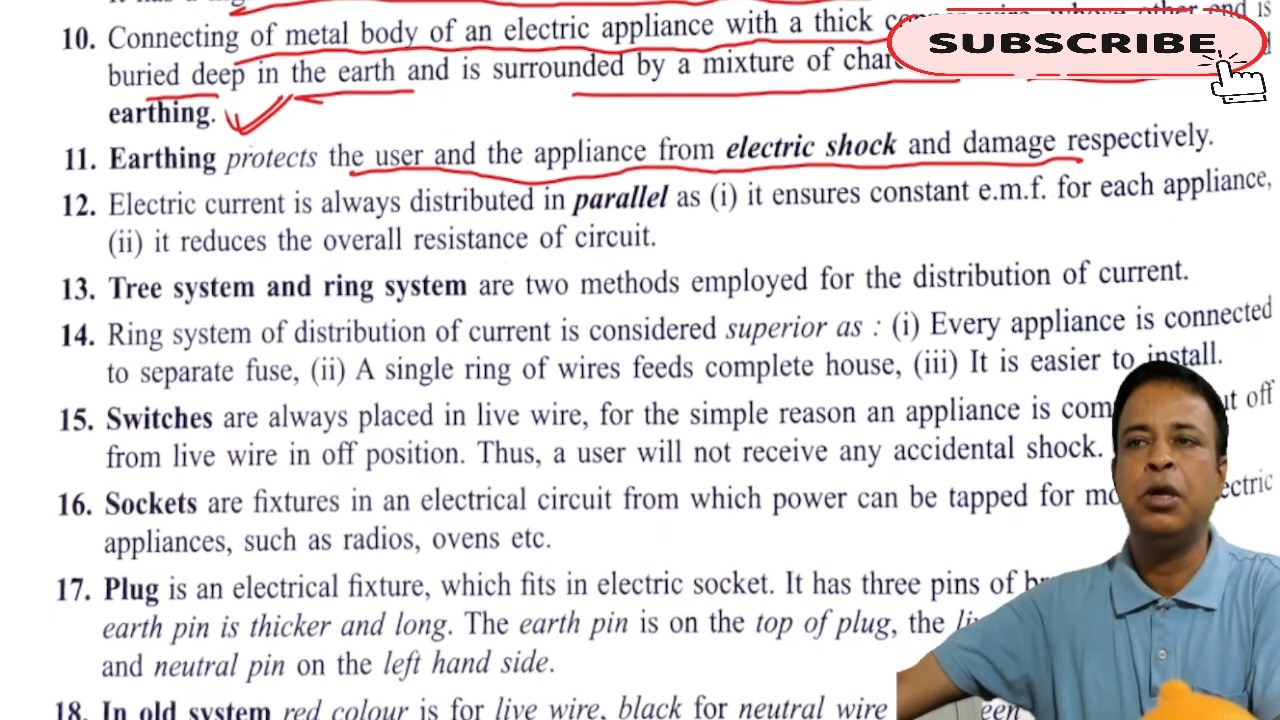 10. Connecting of metal body of an electric appliance with a thick
SUBSCRIBE
buried deep in the earth and is surrounded by a mixture of
earthing.
11. Earthing protects the user and the appliance from electric shock and damage respectively.
12. Electric current is always distributed in parallel as (i) it ensures constant e.m.f. for each appliance,
(ii) it reduces the overall resistance of circuit.
13. Tree system and ring system are two methods employed for the distribution of current.
14. Ring system of distribution of current is considered superior as : (i) Every appliance is connected
to separate fuse, (ii) A single ring of wires feeds complete house, (iii) It is easier to install.
15. Switches are always placed in live wire, for the simple reason an appliance is off
from live wire in off position. Thus, a user will not receive any accidental shock.
16. Sockets are fixtures in an electrical circuit from which power can be tapped for
appliances, such as radios, ovens etc.
17. Plug is an electrical fixture, which fits in electric socket. It has three pins of
earth pin is thicker and long. The earth pin is on the top of plug, the
and neutral pin on the left hand side.
18. In old system red colour is for live wire, black for neutral wire